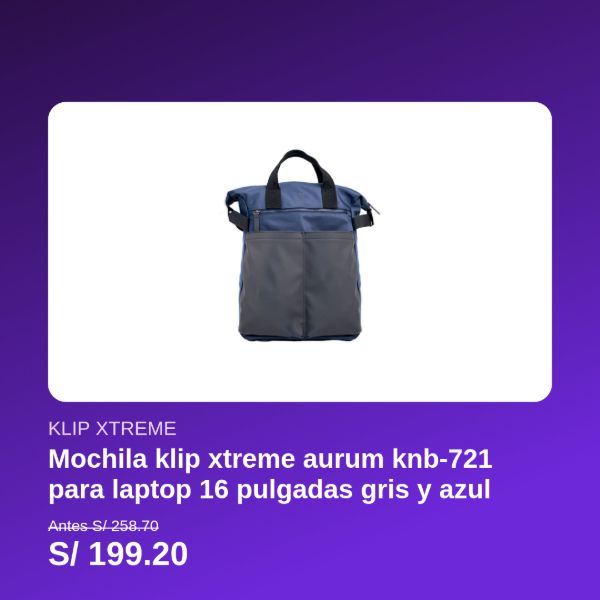 KLIP XTREME
Mochila klip xtreme aurum knb-721
para laptop 16 pulgadas gris y azul
Antes S/ 258.70
S/ 199.20